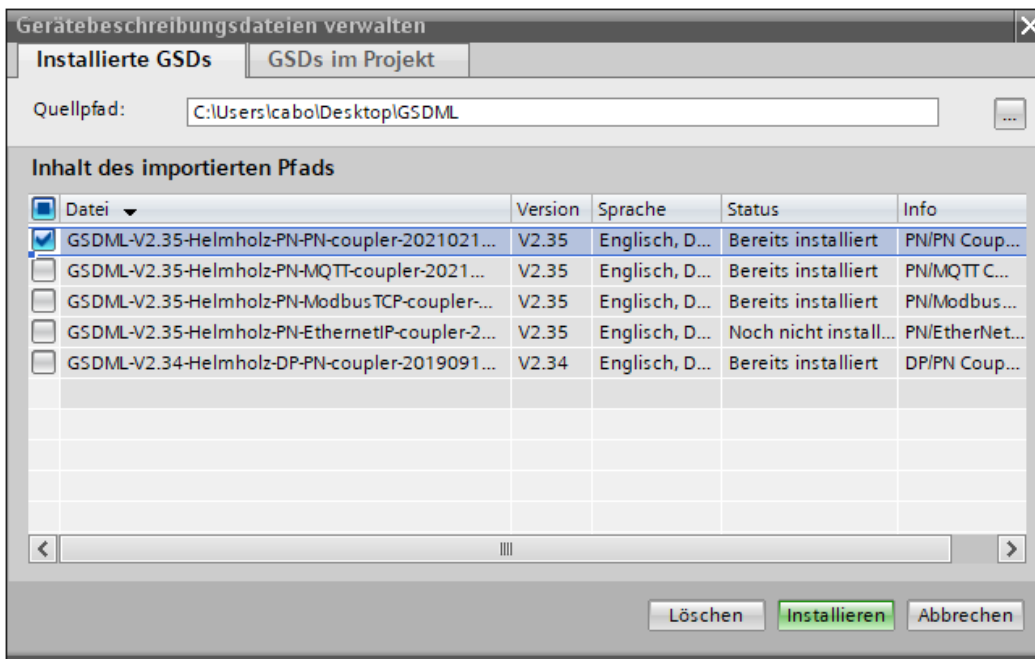 Gerätebeschreibungsdateien verwalten
Installierte GSDs GSDs im Projekt
Quellpfad: C:\Users\cabo\Desktop\GSDML ...
Inhalt des importierten Pfads
Datei Version Sprache Status Info
GSDML-V2.35-Helmholz-PN-PN-coupler-2021021... V2.35 Englisch, D... Bereits installiert PN/PN Coup...
GSDML-V2.35-Helmholz-PN-MQTT-coupler-2021... V2.35 Englisch, D... Bereits installiert PN/MQTT C...
GSDML-V2.35-Helmholz-PN-ModbusTCP-coupler-... V2.35 Englisch, D... Bereits installiert PN/Modbus...
GSDML-V2.35-Helmholz-PN-EthernetIP-coupler-2... V2.35 Englisch, D... Noch nicht install... PN/EtherNet...
GSDML-V2.34-Helmholz-DP-PN-coupler-2019091... V2.34 Englisch, D... Bereits installiert DP/PN Coup...
Löschen Installieren Abbrechen